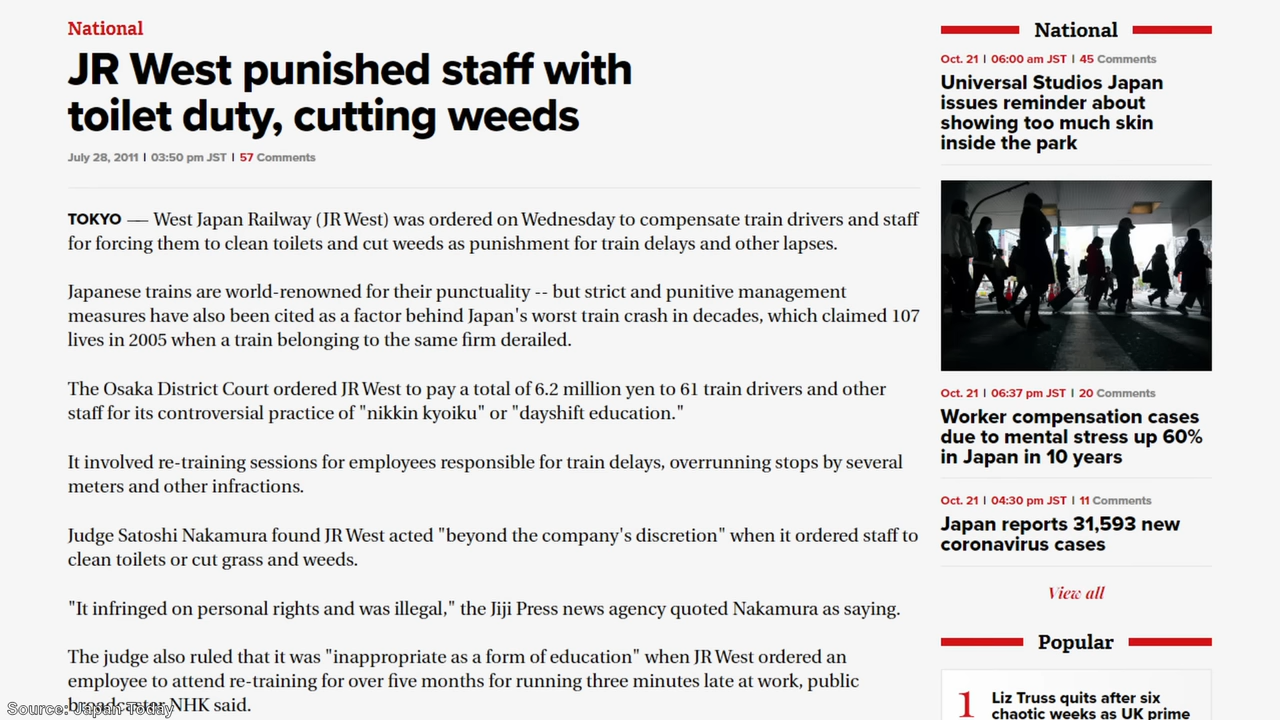 National
JR West punished staff with
toilet duty, cutting weeds
July 28, 2011 | 03:50 pm JST | 57 Comments
TOKYO — West Japan Railway (JR West) was ordered on Wednesday to compensate train drivers and staff
for forcing them to clean toilets and cut weeds as punishment for train delays and other lapses.
Japanese trains are world-renowned for their punctuality -- but strict and punitive management
measures have also been cited as a factor behind Japan's worst train crash in decades, which claimed 107
lives in 2005 when a train belonging to the same firm derailed.
The Osaka District Court ordered JR West to pay a total of 6.2 million yen to 61 train drivers and other
staff for its controversial practice of "nikkin kyoiku" or "dayshift education."
It involved re-training sessions for employees responsible for train delays, overrunning stops by several
meters and other infractions.
Judge Satoshi Nakamura found JR West acted "beyond the company's discretion" when it ordered staff to
clean toilets or cut grass and weeds.
"It infringed on personal rights and was illegal," the Jiji Press news agency quoted Nakamura as saying.
The judge also ruled that it was "inappropriate as a form of education" when JR West ordered an
employee to attend re-training for over five months for running three minutes late at work, public
broadcaster NHK said.
Source: Japan Today
National
Oct. 21 | 06:00 am JST | 45 Comments
Universal Studios Japan
issues reminder about
showing too much skin
inside the park
Oct. 21 | 06:37 pm JST | 20 Comments
Worker compensation cases
due to mental stress up 60%
in Japan in 10 years
Oct. 21 | 04:30 pm JST | 11 Comments
Japan reports 31,593 new
coronavirus cases
View all
Popular
1
Liz Truss quits after six
chaotic weeks as UK prime